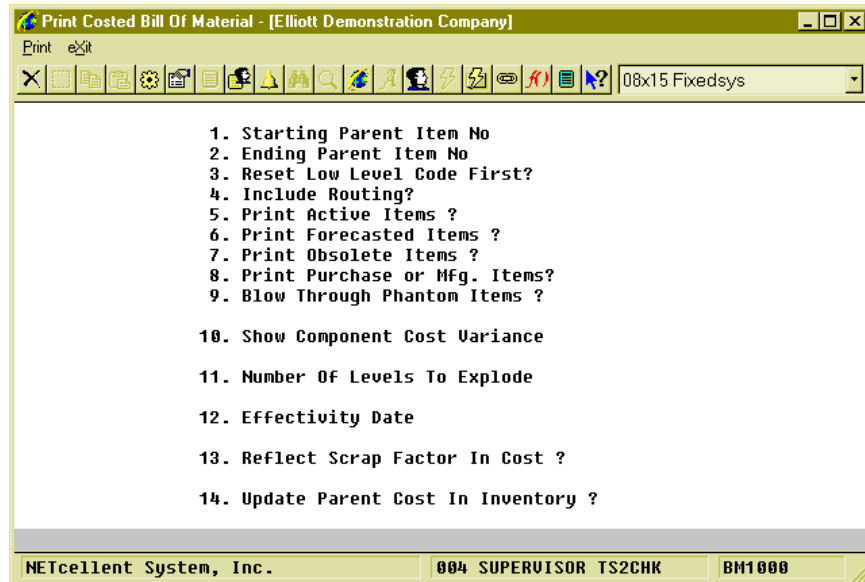 Print Costed Bill Of Material - [Elliott Demonstration Company]
Print eXit
08x15 Fixedsys
1. Starting Parent Item No
2. Ending Parent Item No
3. Reset Low Level Code First?
4. Include Routing?
5. Print Active Items ?
6. Print Forecasted Items ?
7. Print Obsolete Items ?
8. Print Purchase or Mfg. Items?
9. Blow Through Phantom Items ?
10. Show Component Cost Variance
11. Number Of Levels To Explode
12. Effectivity Date
13. Reflect Scrap Factor In Cost ?
14. Update Parent Cost In Inventory ?
NETcellent System, Inc. 004 SUPERVISOR TS2CHK BM1000